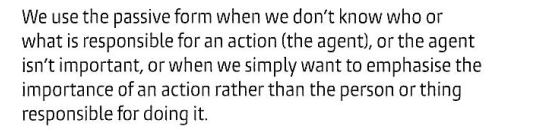 We use the passive form when we don't know who or
what is responsible for an action (the agent), or the agent
isn't important, or when we simply want to emphasise the
importance of an action rather than the person or thing
responsible for doing it.